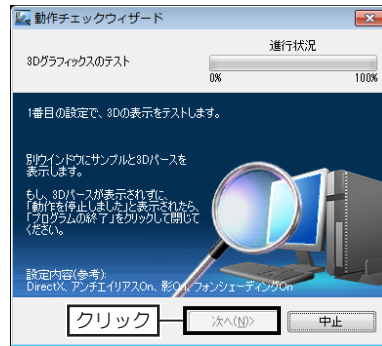 動作チェックウィザード
3Dグラフィックスのテスト
進行状況
0% 100%
1番目の設定で、3Dの表示をテストします。
別ウインドウにサンプルと3Dパースを
表示します。
もし、3Dパースが表示されずに、
「動作を停止しました」と表示されたら、
「プログラムの終了」をクリックして閉じて
ください。
設定内容(参考):
DirectX、アンチエイリアスOn、影On、フォンシェーディングOn
クリック
次へ(N)>
中止